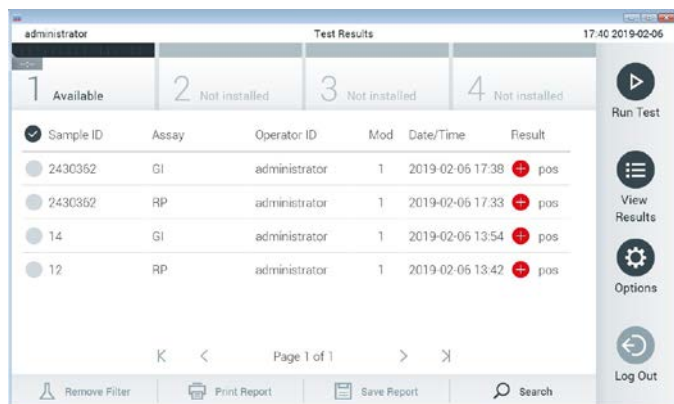 administrator Test Results 17:40 2019-02-06
1 Available 2 Not installed 3 Not installed 4 Not installed
Run Test
Sample ID Assay Operator ID Mod Date/Time Result
2430362 GI administrator 1 2019-02-06 17:38 pos
2430362 RP administrator 1 2019-02-06 17:33 pos
View
Results
14 GI administrator 1 2019-02-06 13:54 pos
12 RP administrator 1 2019-02-06 13:42 pos
Options
Page 1 of 1
Log Out
Remove Filter Print Report Save Report Search